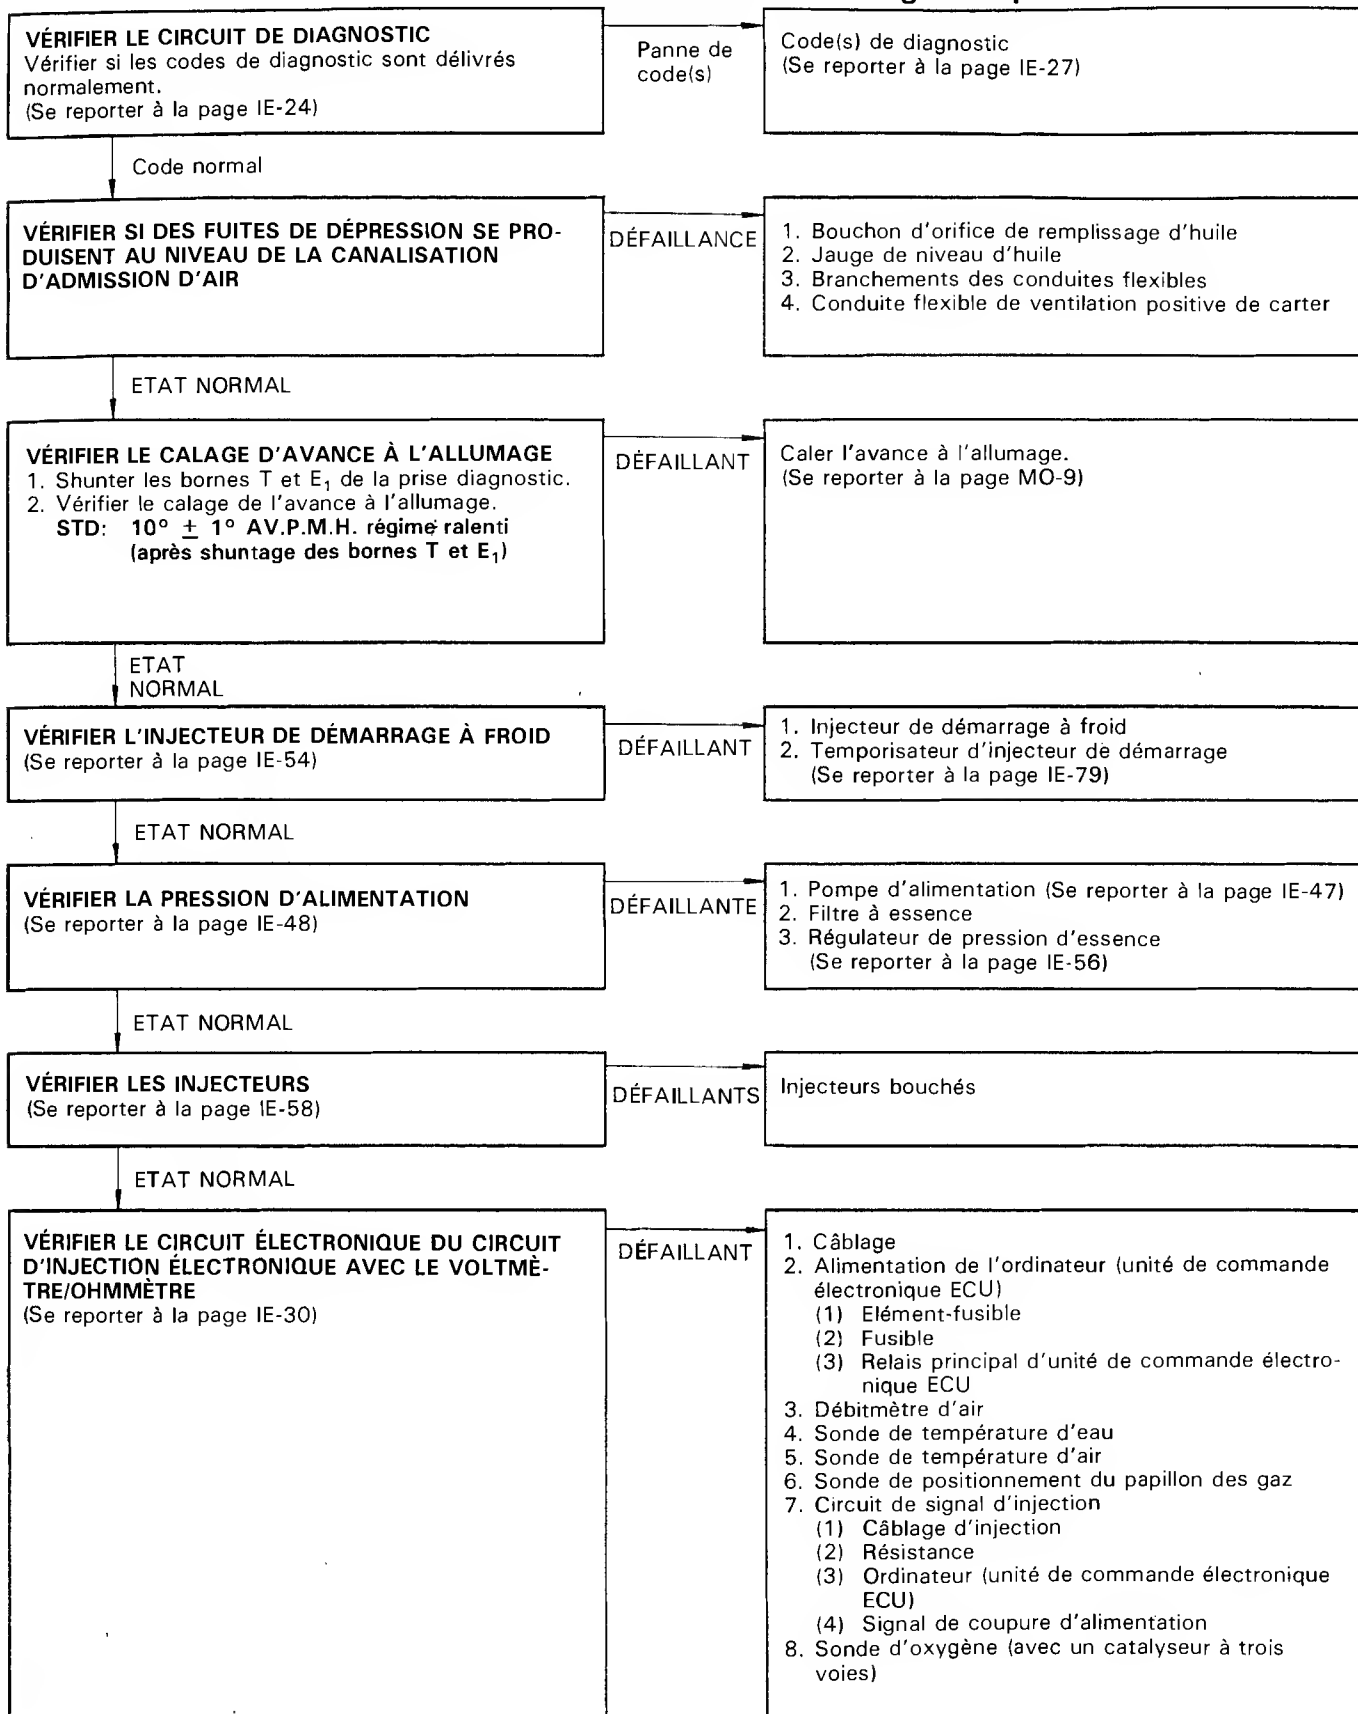 VÉRIFIER LE CIRCUIT DE DIAGNOSTIC
Vérifier si les codes de diagnostic sont délivrés
normalement.
(Se reporter à la page IE-24)
Panne de
code(s)
Code(s) de diagnostic
(Se reporter à la page IE-27)
Code normal
VÉRIFIER SI DES FUITES DE DÉPRESSION SE PRO-
DUISENT AU NIVEAU DE LA CANALISATION
D'ADMISSION D'AIR
DÉFAILLANCE
1. Bouchon d'orifice de remplissage d'huile
2. Jauge de niveau d'huile
3. Branchements des conduites flexibles
4. Conduite flexible de ventilation positive de carter
ETAT NORMAL
VÉRIFIER LE CALAGE D'AVANCE À L'ALLUMAGE
1. Shunter les bornes T et E₁ de la prise diagnostic.
2. Vérifier le calage de l'avance à l'allumage.
STD: 10° ± 1° AV.P.M.H. régime ralenti
(après shuntage des bornes T et E₁)
DÉFAILLANT
Caler l'avance à l'allumage.
(Se reporter à la page MO-9)
ETAT
NORMAL
VÉRIFIER L'INJECTEUR DE DÉMARRAGE À FROID
(Se reporter à la page IE-54)
DÉFAILLANT
1. Injecteur de démarrage à froid
2. Temporisateur d'injecteur de démarrage
(Se reporter à la page IE-79)
ETAT NORMAL
VÉRIFIER LA PRESSION D'ALIMENTATION
(Se reporter à la page IE-48)
DÉFAILLANTE
1. Pompe d'alimentation (Se reporter à la page IE-47)
2. Filtre à essence
3. Régulateur de pression d'essence
(Se reporter à la page IE-56)
ETAT NORMAL
VÉRIFIER LES INJECTEURS
(Se reporter à la page IE-58)
DÉFAILLANTS
Injecteurs bouchés
ETAT NORMAL
VÉRIFIER LE CIRCUIT ÉLECTRONIQUE DU CIRCUIT
D'INJECTION ÉLECTRONIQUE AVEC LE VOLTMÈ-
TRE/OHMMÈTRE
(Se reporter à la page IE-30)
DÉFAILLANT
1. Câblage
2. Alimentation de l'ordinateur (unité de commande
électronique ECU)
(1) Elément-fusible
(2) Fusible
(3) Relais principal d'unité de commande électro-
nique ECU
3. Débitmètre d'air
4. Sonde de température d'eau
5. Sonde de température d'air
6. Sonde de positionnement du papillon des gaz
7. Circuit de signal d'injection
(1) Câblage d'injection
(2) Résistance
(3) Ordinateur (unité de commande électronique
ECU)
(4) Signal de coupure d'alimentation
8. Sonde d'oxygène (avec un catalyseur à trois
voies)